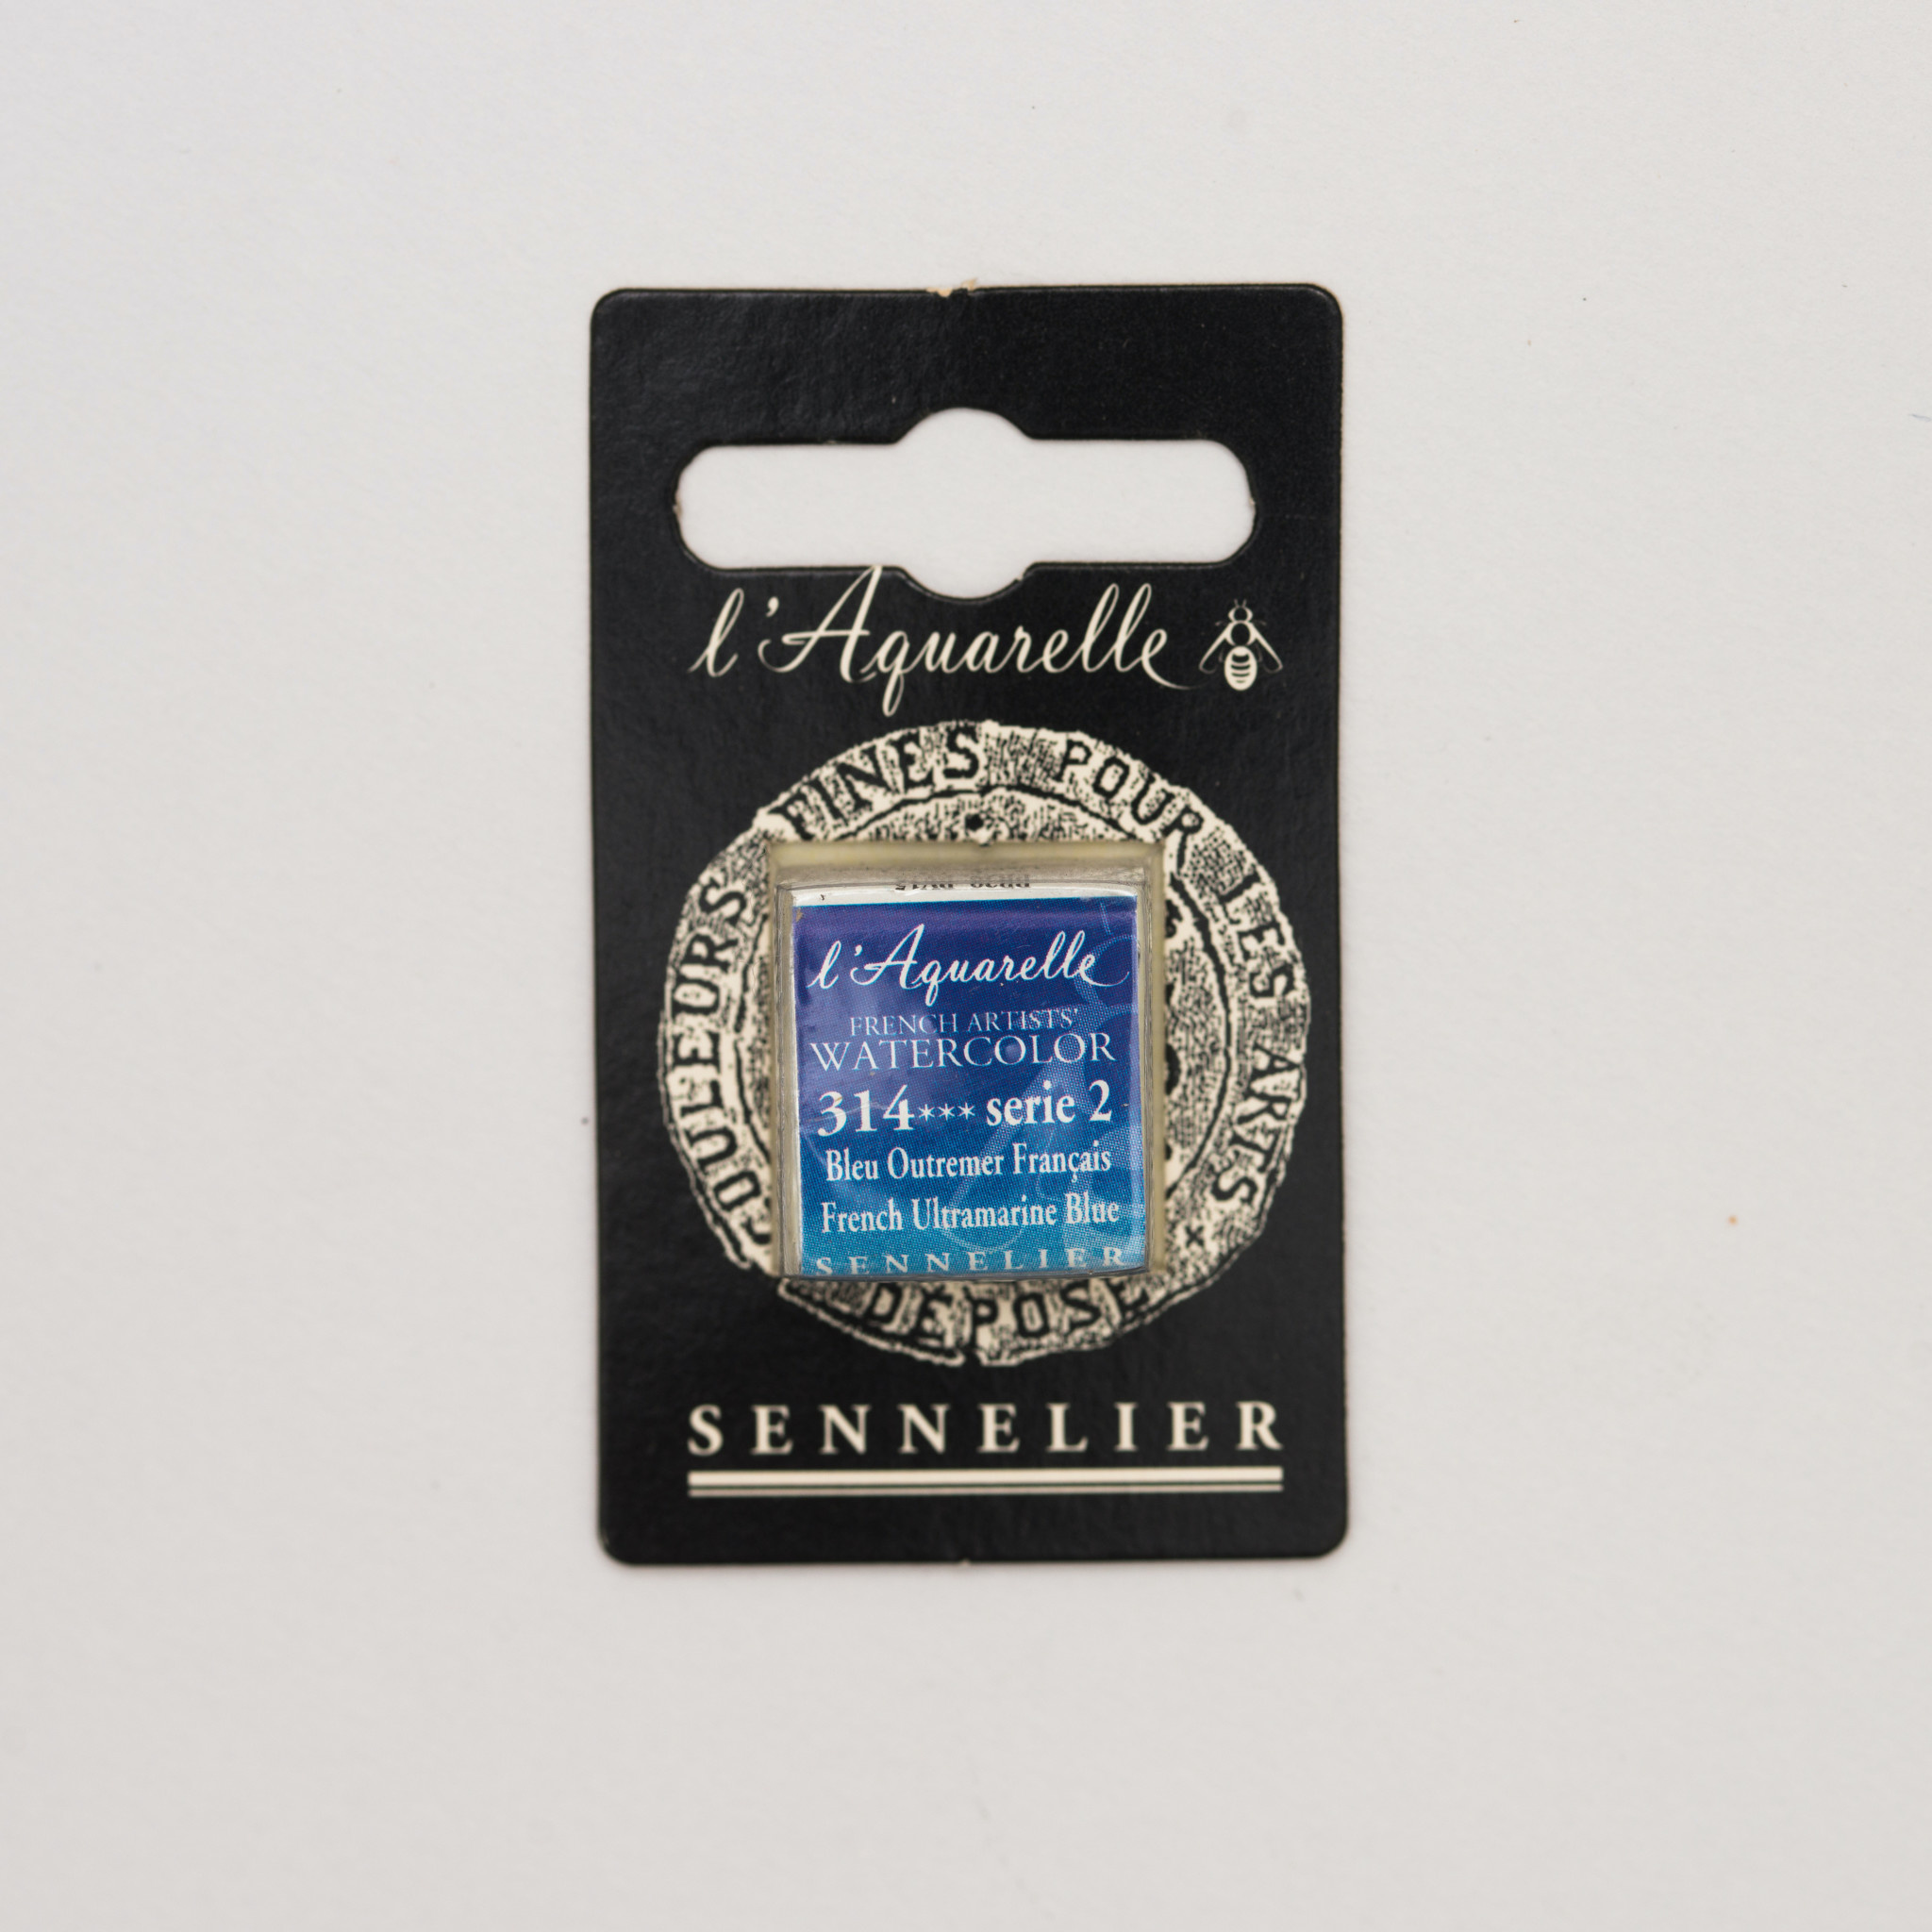 l'Aquarelle
COULEURS FINES POUR LES ARTS
DÉPOSÉ
l'Aquarelle
FRENCH ARTISTS'
WATERCOLOR
314*** serie 2
Bleu Outremer Français
French Ultramarine Blue
SENNELIER
SENNELIER